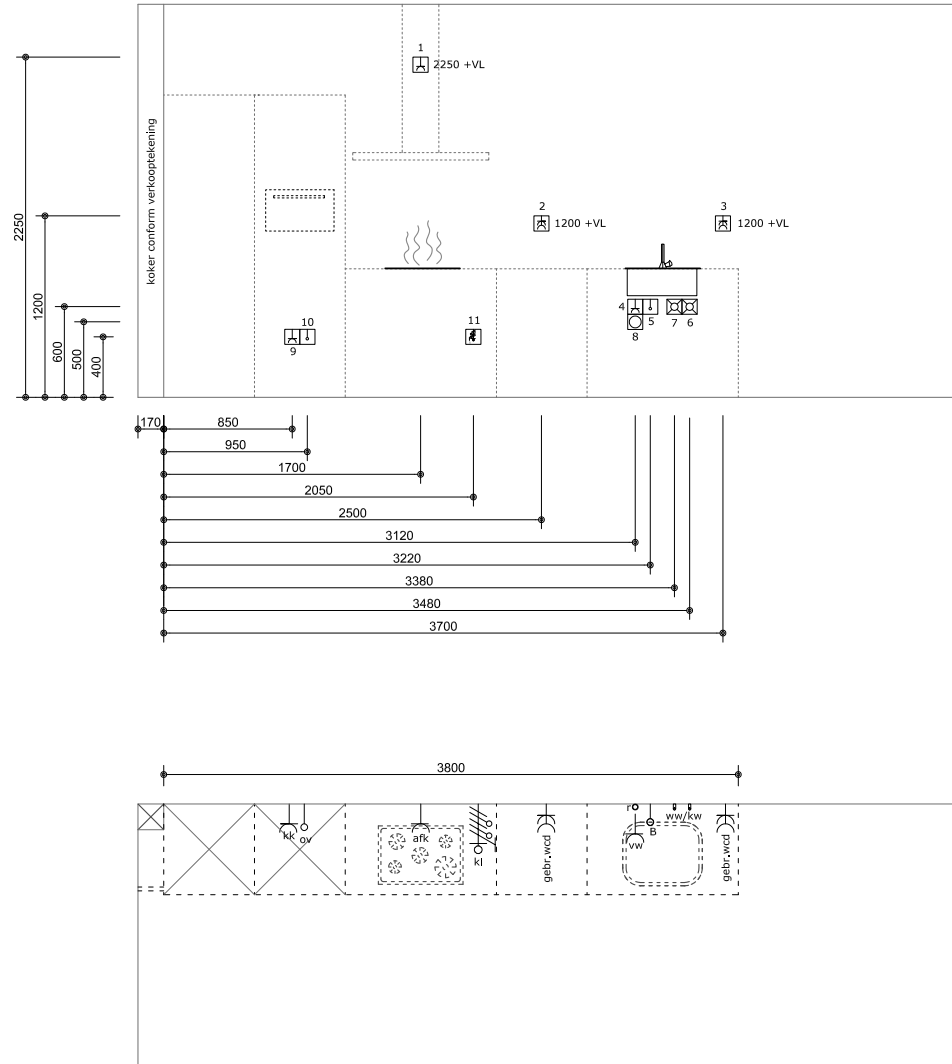 1
2250 +VL
koker conform verkooptekening
2250
1200
600
500
400
2
1200 +VL
3
1200 +VL
4
5
7
6
8
10
9
11
170
850
950
1700
2050
2500
3120
3220
3380
3480
3700
3800
kk
ov
afk
kl
gebr.wcd
r
vw
B
ww/kw
gebr.wcd